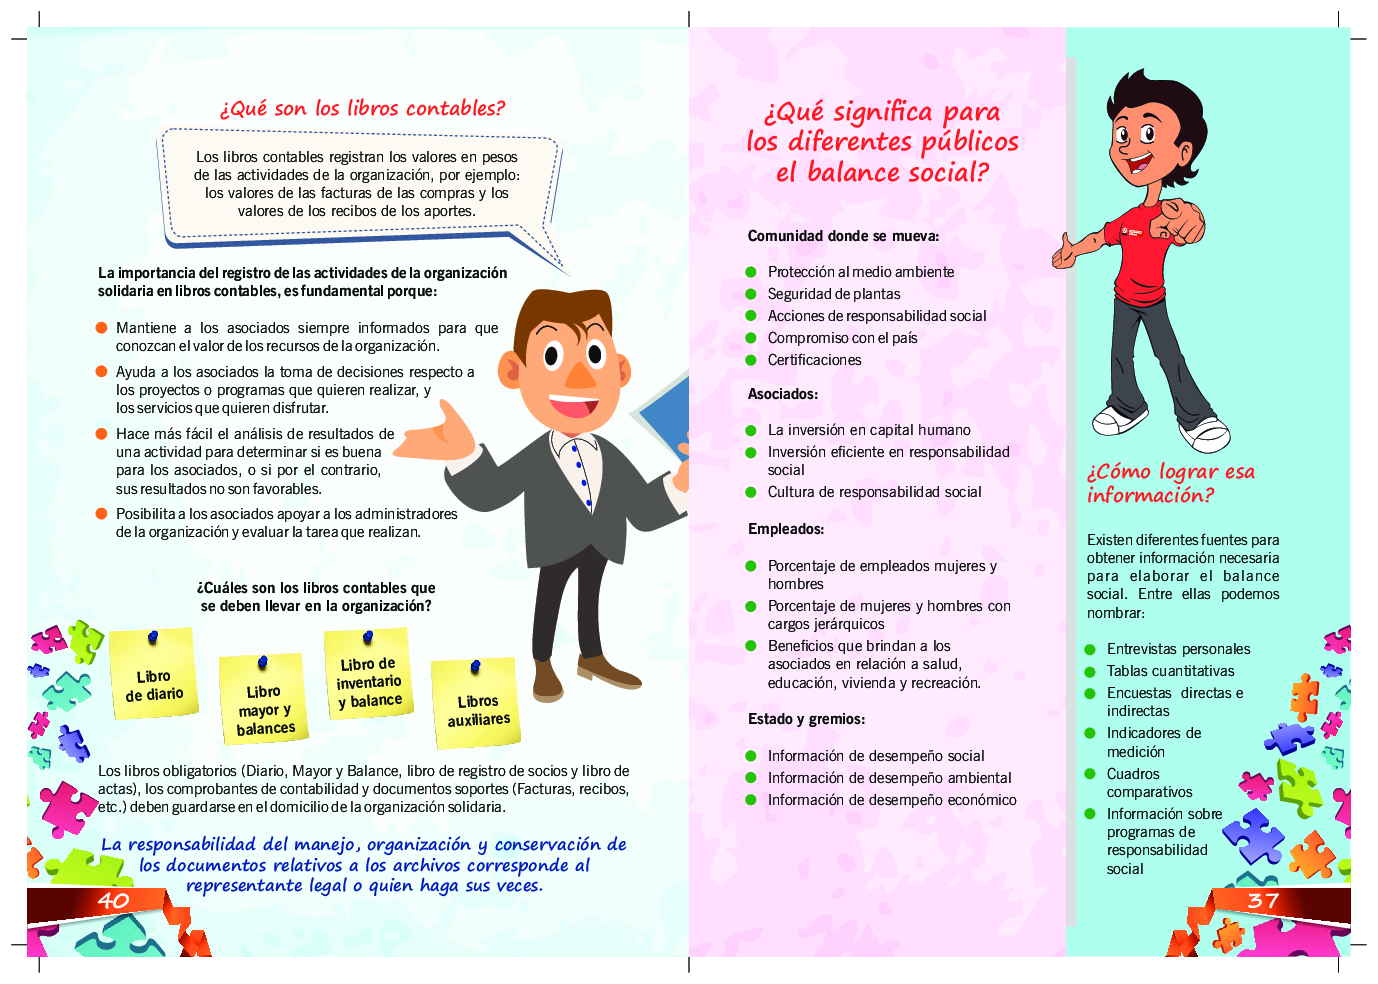 ¿Qué son los libros contables?
Los libros contables registran los valores en pesos
de las actividades de la organización, por ejemplo:
los valores de las facturas de las compras y los
valores de los recibos de los aportes.
La importancia del registro de las actividades de la organización
solidaria en libros contables, es fundamental porque:
Mantiene a los asociados siempre informados para que
conozcan el valor de los recursos de la organización.
Ayuda a los asociados la toma de decisiones respecto a
los proyectos o programas que quieren realizar, y
los servicios que quieren disfrutar.
Hace más fácil el análisis de resultados de
una actividad para determinar si es buena
para los asociados, o si por el contrario,
sus resultados no son favorables.
Posibilita a los asociados apoyar a los administradores
de la organización y evaluar la tarea que realizan.
¿Cuáles son los libros contables que
se deben llevar en la organización?
Libro
de diario
Libro
mayor y
balances
Libro de
inventario
y balance
Libros
auxiliares
Los libros obligatorios (Diario, Mayor y Balance, libro de registro de socios y libro de
actas), los comprobantes de contabilidad y documentos soportes (Facturas, recibos,
etc.) deben guardarse en el domicilio de la organización solidaria.
La responsabilidad del manejo, organización y conservación de
los documentos relativos a los archivos corresponde al
representante legal o quien haga sus veces.
40
¿Qué significa para
los diferentes públicos
el balance social?
Comunidad donde se mueva:
Protección al medio ambiente
Seguridad de plantas
Acciones de responsabilidad social
Compromiso con el país
Certificaciones
Asociados:
La inversión en capital humano
Inversión eficiente en responsabilidad
social
Cultura de responsabilidad social
Empleados:
Porcentaje de empleados mujeres y
hombres
Porcentaje de mujeres y hombres con
cargos jerárquicos
Beneficios que brindan a los
asociados en relación a salud,
educación, vivienda y recreación.
Estado y gremios:
Información de desempeño social
Información de desempeño ambiental
Información de desempeño económico
¿Cómo lograr esa
información?
Existen diferentes fuentes para
obtener información necesaria
para elaborar el balance
social. Entre ellas podemos
nombrar:
Entrevistas personales
Tablas cuantitativas
Encuestas directas e
indirectas
Indicadores de
medición
Cuadros
comparativos
Información sobre
programas de
responsabilidad
social
37